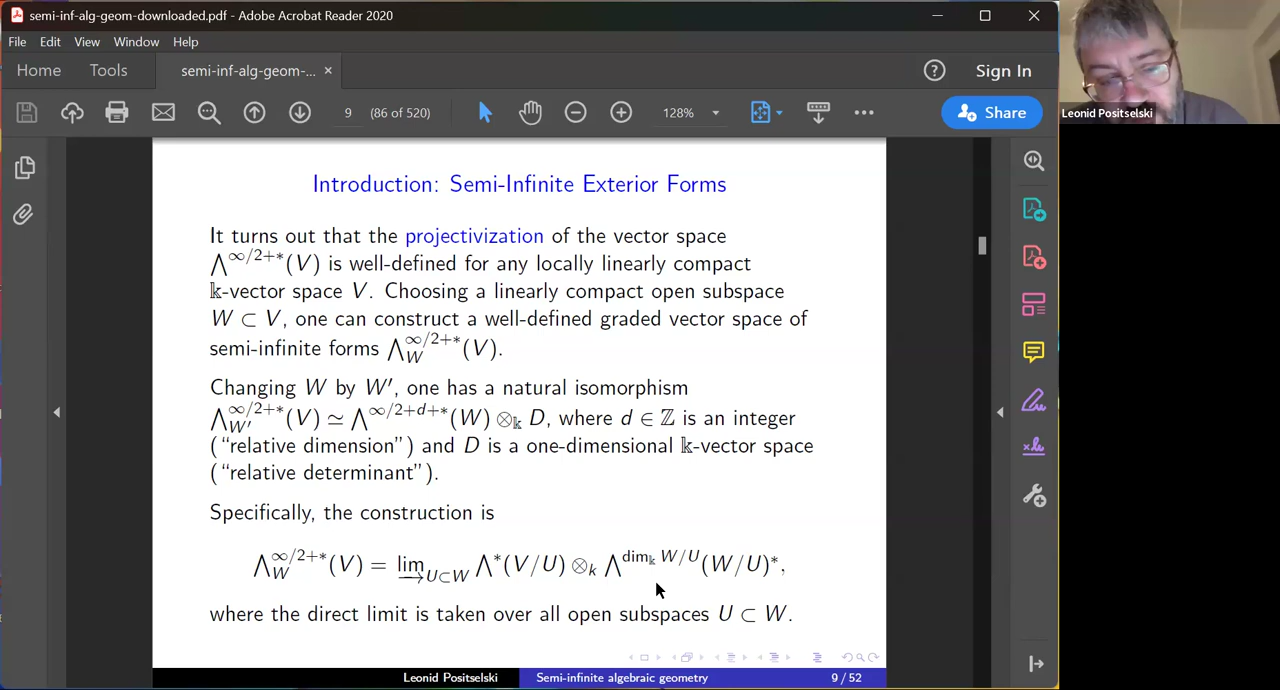 semi-inf-alg-geom-downloaded.pdf - Adobe Acrobat Reader 2020
File Edit View Window Help
Home Tools semi-inf-alg-geom-... × Sign In
9 (86 of 520) 128% Share
Leonid Positselski
Introduction: Semi-Infinite Exterior Forms
It turns out that the projectivization of the vector space
⋀^{∞/2+*}(V) is well-defined for any locally linearly compact
𝕜-vector space V. Choosing a linearly compact open subspace
W ⊂ V, one can construct a well-defined graded vector space of
semi-infinite forms ⋀_W^{∞/2+*}(V).
Changing W by W′, one has a natural isomorphism
⋀_{W′}^{∞/2+*}(V) ≃ ⋀^{∞/2+d+*}(W) ⊗_𝕜 D, where d ∈ ℤ is an integer
("relative dimension") and D is a one-dimensional 𝕜-vector space
("relative determinant").
Specifically, the construction is
⋀_W^{∞/2+*}(V) = lim→_{U⊂W} ⋀^*(V/U) ⊗_k ⋀^{dim_𝕜 W/U}(W/U)^*,
where the direct limit is taken over all open subspaces U ⊂ W.
Leonid Positselski Semi-infinite algebraic geometry 9 / 52